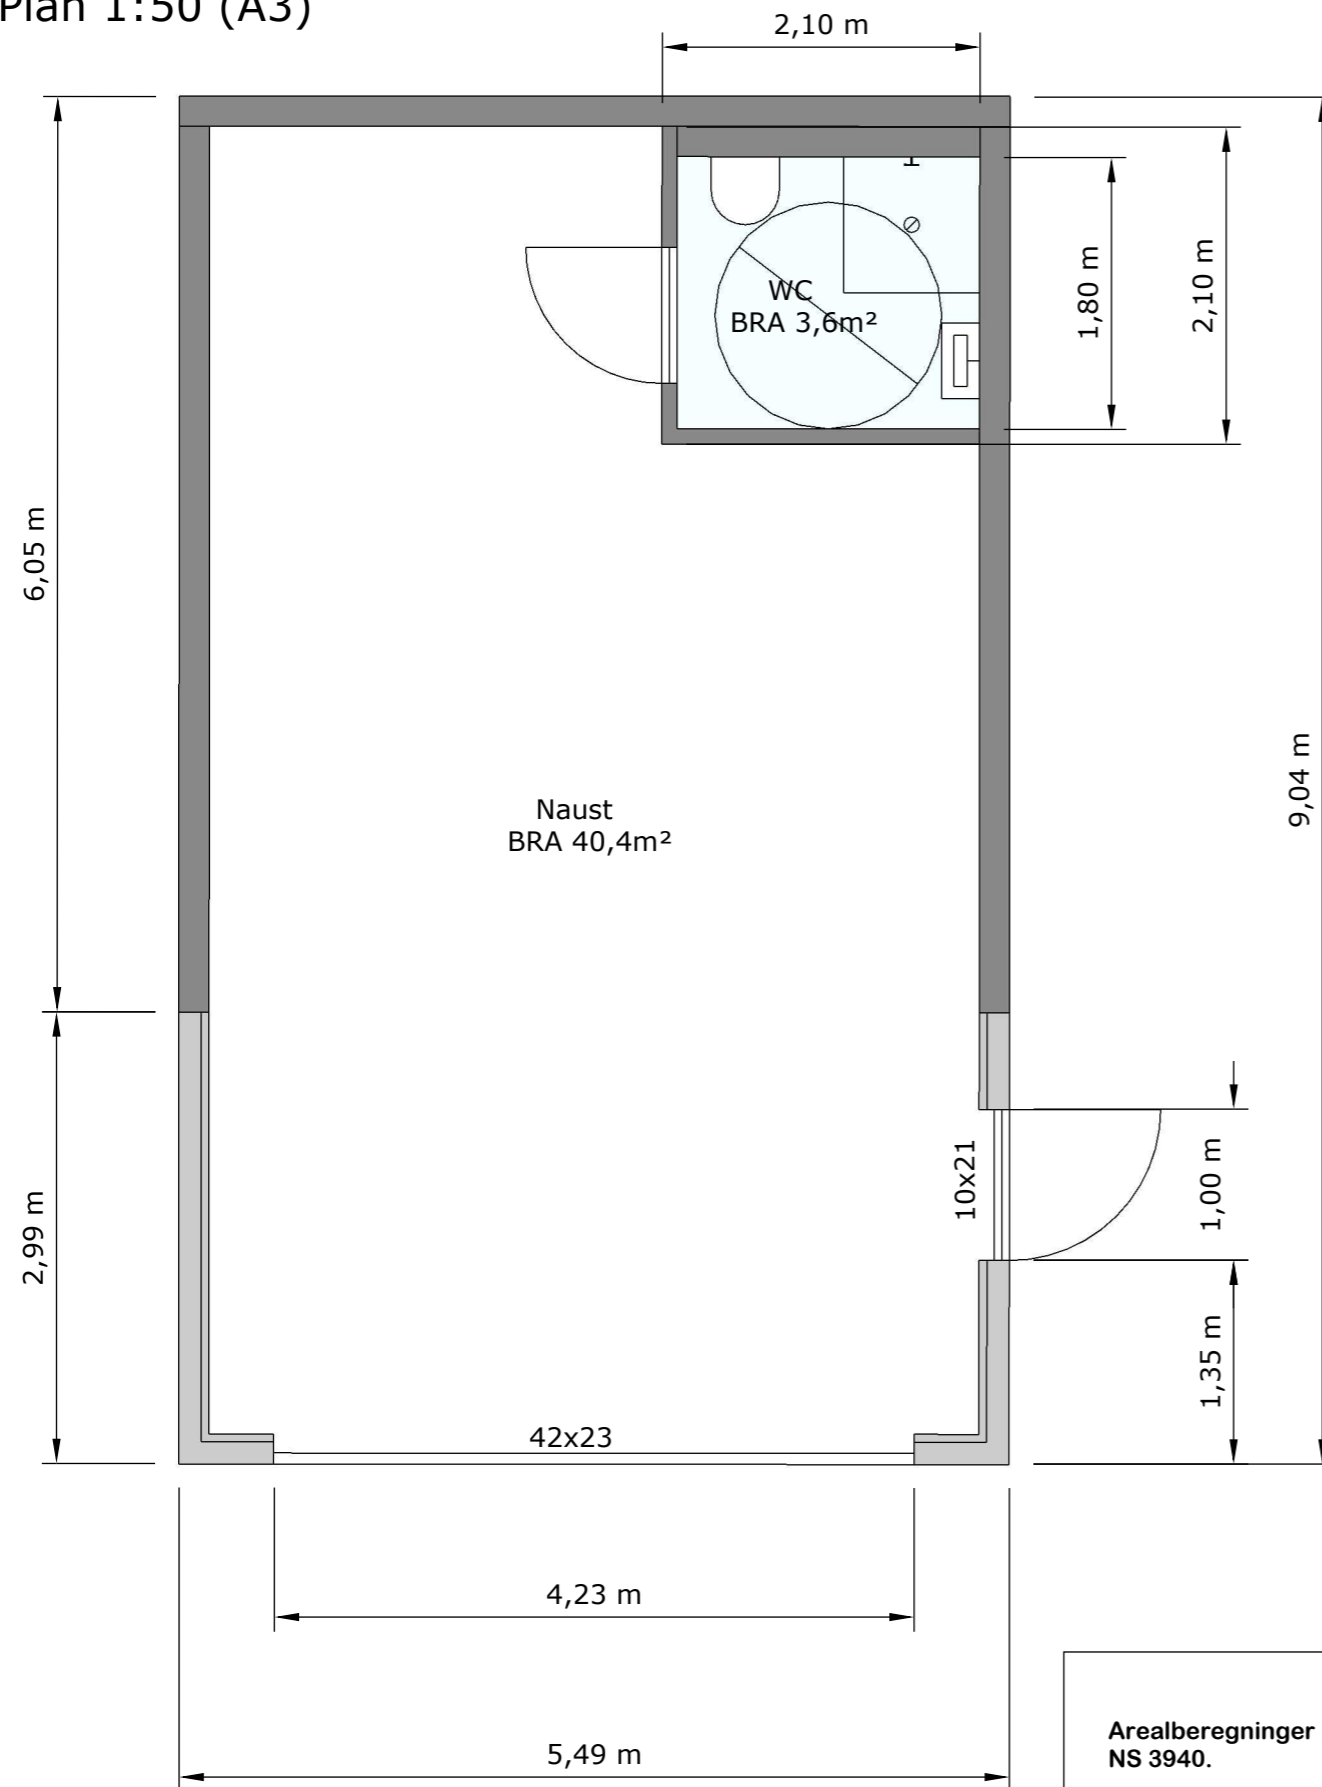 Plan 1:50 (A3)
2,10 m
WC
BRA 3,6m²
1,80 m
2,10 m
6,05 m
9,04 m
Naust
BRA 40,4m²
10x21
1,00 m
2,99 m
1,35 m
42x23
4,23 m
5,49 m
Arealberegninger
NS 3940.